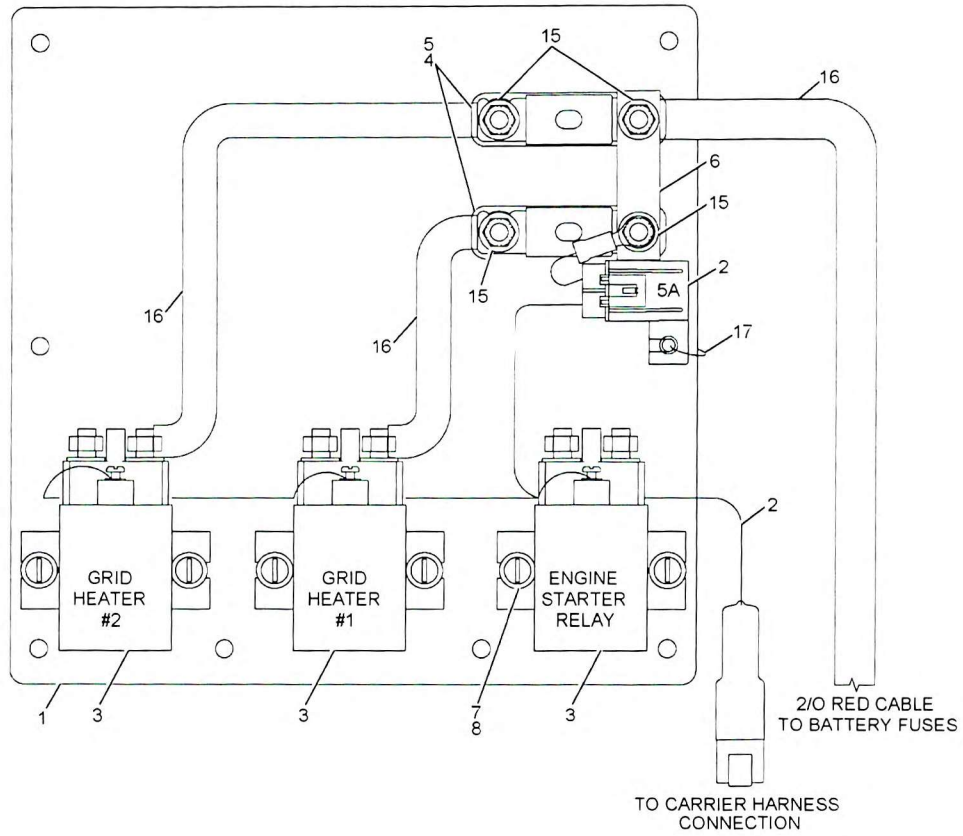 15
5
4
16
6
15
2
5A
15
17
16
16
2
GRID
HEATER
#2
GRID
HEATER
#1
ENGINE
STARTER
RELAY
1
3
3
7
8
3
2/O RED CABLE
TO BATTERY FUSES
TO CARRIER HARNESS
CONNECTION